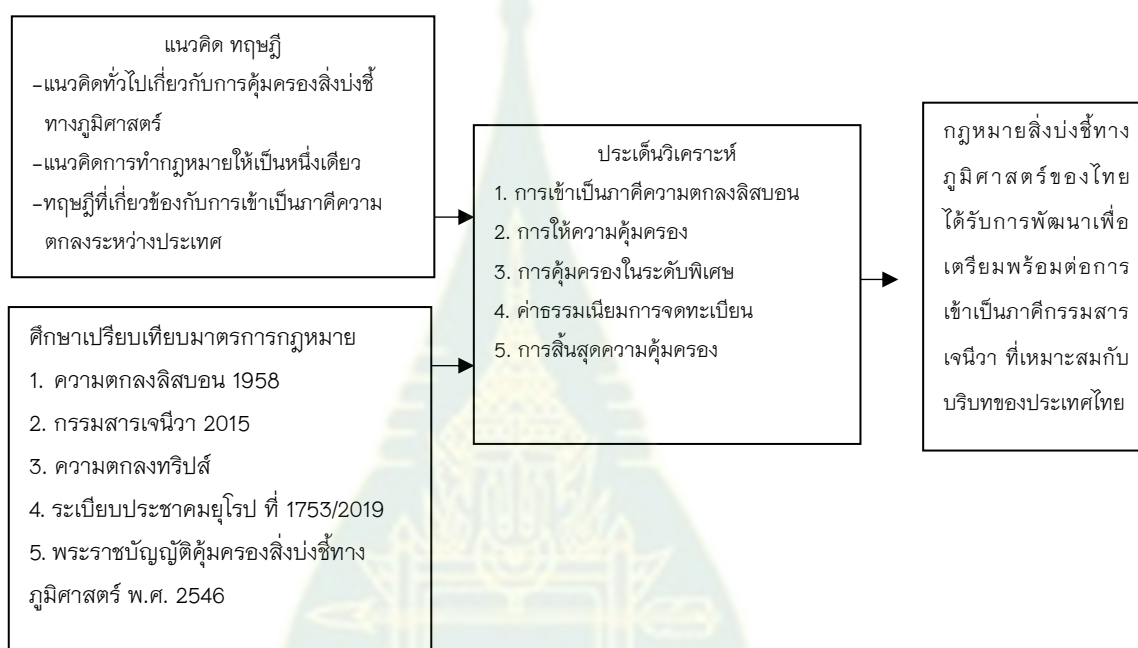 แนวคิด ทฤษฎี
-แนวคิดทั่วไปเกี่ยวกับการคุ้มครองสิ่งบ่งชี้
ทางภูมิศาสตร์
-แนวคิดการทำกฎหมายให้เป็นหนึ่งเดียว
-ทฤษฎีที่เกี่ยวข้องกับการเข้าเป็นภาคีความ
ตกลงระหว่างประเทศ
ศึกษาเปรียบเทียบมาตรการกฎหมาย
1. ความตกลงลิสบอน 1958
2. กรรมสารเจนีวา 2015
3. ความตกลงทริปส์
4. ระเบียบประชาคมยุโรป ที่ 1753/2019
5. พระราชบัญญัติคุ้มครองสิ่งบ่งชี้ทาง
ภูมิศาสตร์ พ.ศ. 2546
ประเด็นวิเคราะห์
1. การเข้าเป็นภาคีความตกลงลิสบอน
2. การให้ความคุ้มครอง
3. การคุ้มครองในระดับพิเศษ
4. ค่าธรรมเนียมการจดทะเบียน
5. การสิ้นสุดความคุ้มครอง
กฎหมายสิ่งบ่งชี้ทาง
ภูมิศาสตร์ของไทย
ได้รับการพัฒนาเพื่อ
เตรียมพร้อมต่อการ
เข้าเป็นภาคีกรรมสาร
เจนีวา ที่เหมาะสมกับ
บริบทของประเทศไทย